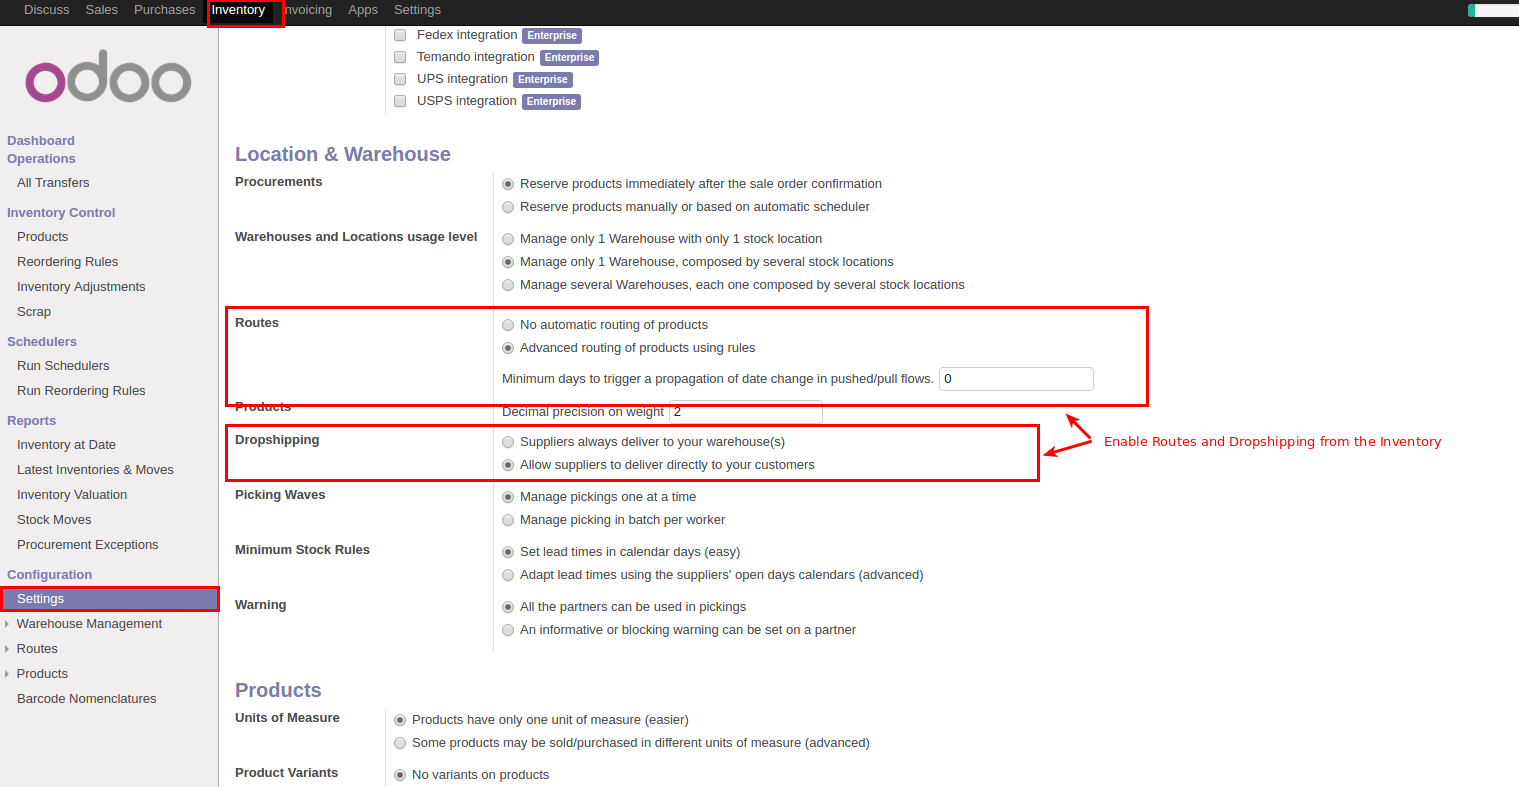 Discuss Sales Purchases Inventory nvoicing Apps Settings
odoo
Dashboard
Operations
All Transfers
Inventory Control
Products
Reordering Rules
Inventory Adjustments
Scrap
Schedulers
Run Schedulers
Run Reordering Rules
Reports
Inventory at Date
Latest Inventories & Moves
Inventory Valuation
Stock Moves
Procurement Exceptions
Configuration
Settings
Warehouse Management
Routes
Products
Barcode Nomenclatures
Fedex integration Enterprise
Temando integration Enterprise
UPS integration Enterprise
USPS integration Enterprise
Location & Warehouse
Procurements
Reserve products immediately after the sale order confirmation
Reserve products manually or based on automatic scheduler
Warehouses and Locations usage level
Manage only 1 Warehouse with only 1 stock location
Manage only 1 Warehouse, composed by several stock locations
Manage several Warehouses, each one composed by several stock locations
Routes
No automatic routing of products
Advanced routing of products using rules
Minimum days to trigger a propagation of date change in pushed/pull flows. 0
Products
Decimal precision on weight 2
Dropshipping
Suppliers always deliver to your warehouse(s)
Allow suppliers to deliver directly to your customers
Enable Routes and Dropshipping from the Inventory
Picking Waves
Manage pickings one at a time
Manage picking in batch per worker
Minimum Stock Rules
Set lead times in calendar days (easy)
Adapt lead times using the suppliers' open days calendars (advanced)
Warning
All the partners can be used in pickings
An informative or blocking warning can be set on a partner
Products
Units of Measure
Products have only one unit of measure (easier)
Some products may be sold/purchased in different units of measure (advanced)
Product Variants
No variants on products